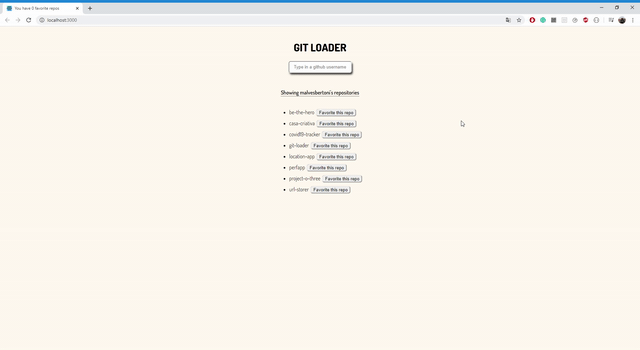 You have 0 favorite repos
localhost:3000
GIT LOADER
Type in a github username
Showing malvesbertoni's repositories
be-the-hero Favorite this repo
casa-criativa Favorite this repo
covid19-tracker Favorite this repo
git-loader Favorite this repo
location-app Favorite this repo
perfapp Favorite this repo
project-o-three Favorite this repo
url-storer Favorite this repo